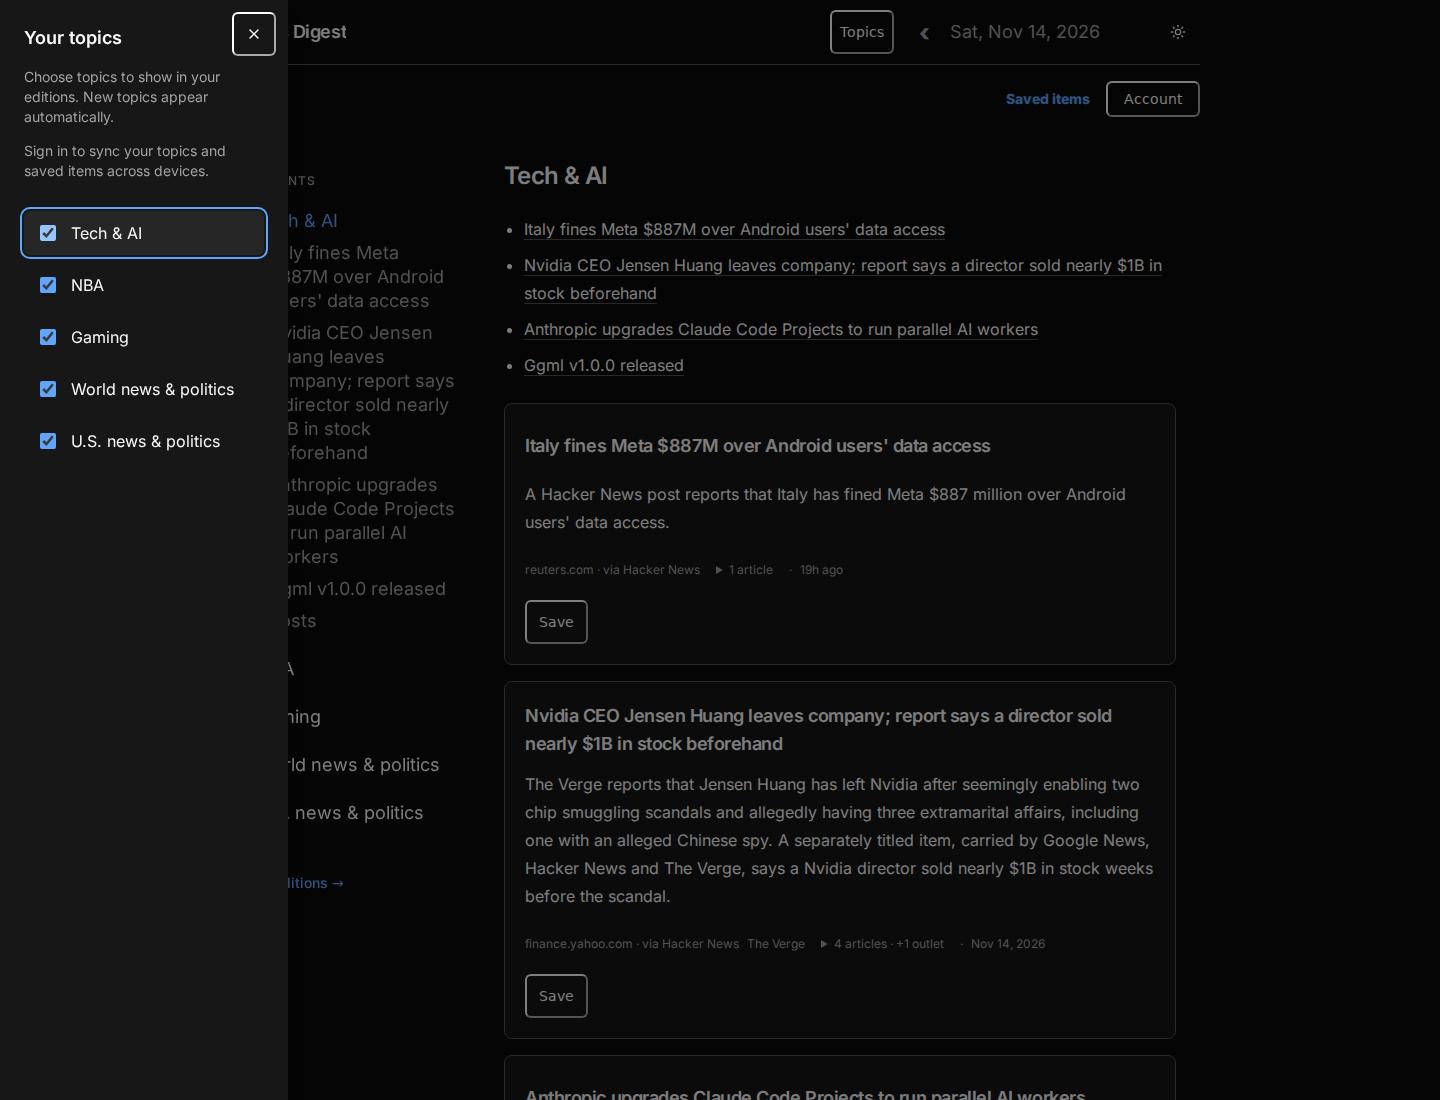 Your topics
×
Choose topics to show in your
editions. New topics appear
automatically.
Sign in to sync your topics and
saved items across devices.
Tech & AI
NBA
Gaming
World news & politics
U.S. news & politics
Digest
Topics
‹
Sat, Nov 14, 2026
Saved items
Account
NTS
h & AI
ly fines Meta
87M over Android
ers' data access
vidia CEO Jensen
uang leaves
mpany; report says
director sold nearly
B in stock
eforehand
nthropic upgrades
aude Code Projects
run parallel AI
orkers
gml v1.0.0 released
osts
A
ning
rld news & politics
. news & politics
ditions →
Tech & AI
• Italy fines Meta $887M over Android users' data access
• Nvidia CEO Jensen Huang leaves company; report says a director sold nearly $1B in
stock beforehand
• Anthropic upgrades Claude Code Projects to run parallel AI workers
• Ggml v1.0.0 released
Italy fines Meta $887M over Android users' data access
A Hacker News post reports that Italy has fined Meta $887 million over Android
users' data access.
reuters.com · via Hacker News ▶ 1 article · 19h ago
Save
Nvidia CEO Jensen Huang leaves company; report says a director sold
nearly $1B in stock beforehand
The Verge reports that Jensen Huang has left Nvidia after seemingly enabling two
chip smuggling scandals and allegedly having three extramarital affairs, including
one with an alleged Chinese spy. A separately titled item, carried by Google News,
Hacker News and The Verge, says a Nvidia director sold nearly $1B in stock weeks
before the scandal.
finance.yahoo.com · via Hacker News The Verge ▶ 4 articles · +1 outlet · Nov 14, 2026
Save
Anthropic upgrades Claude Code Projects to run parallel AI workers